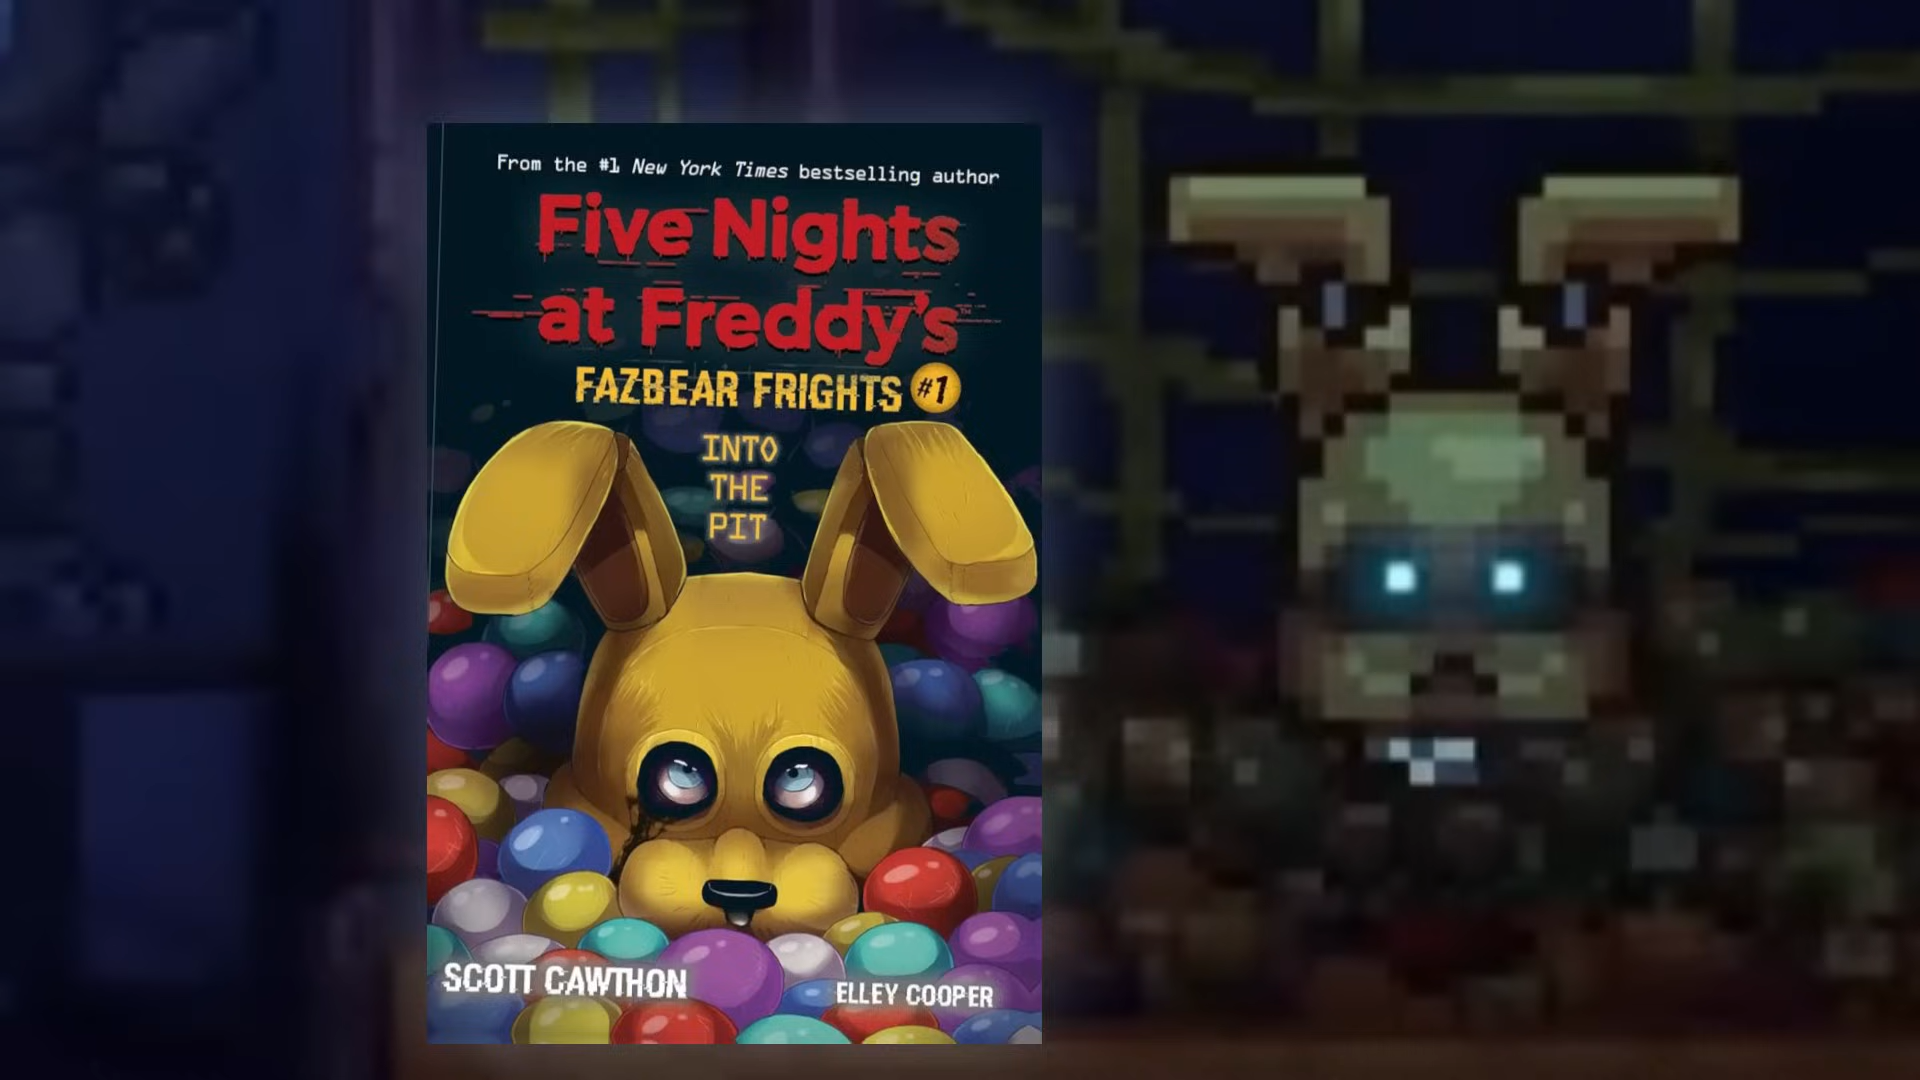 From the #1 New York Times bestselling author
Five Nights
at Freddy's™
FAZBEAR FRIGHTS #1
INTO
THE
PIT
SCOTT CAWTHON
ELLEY COOPER